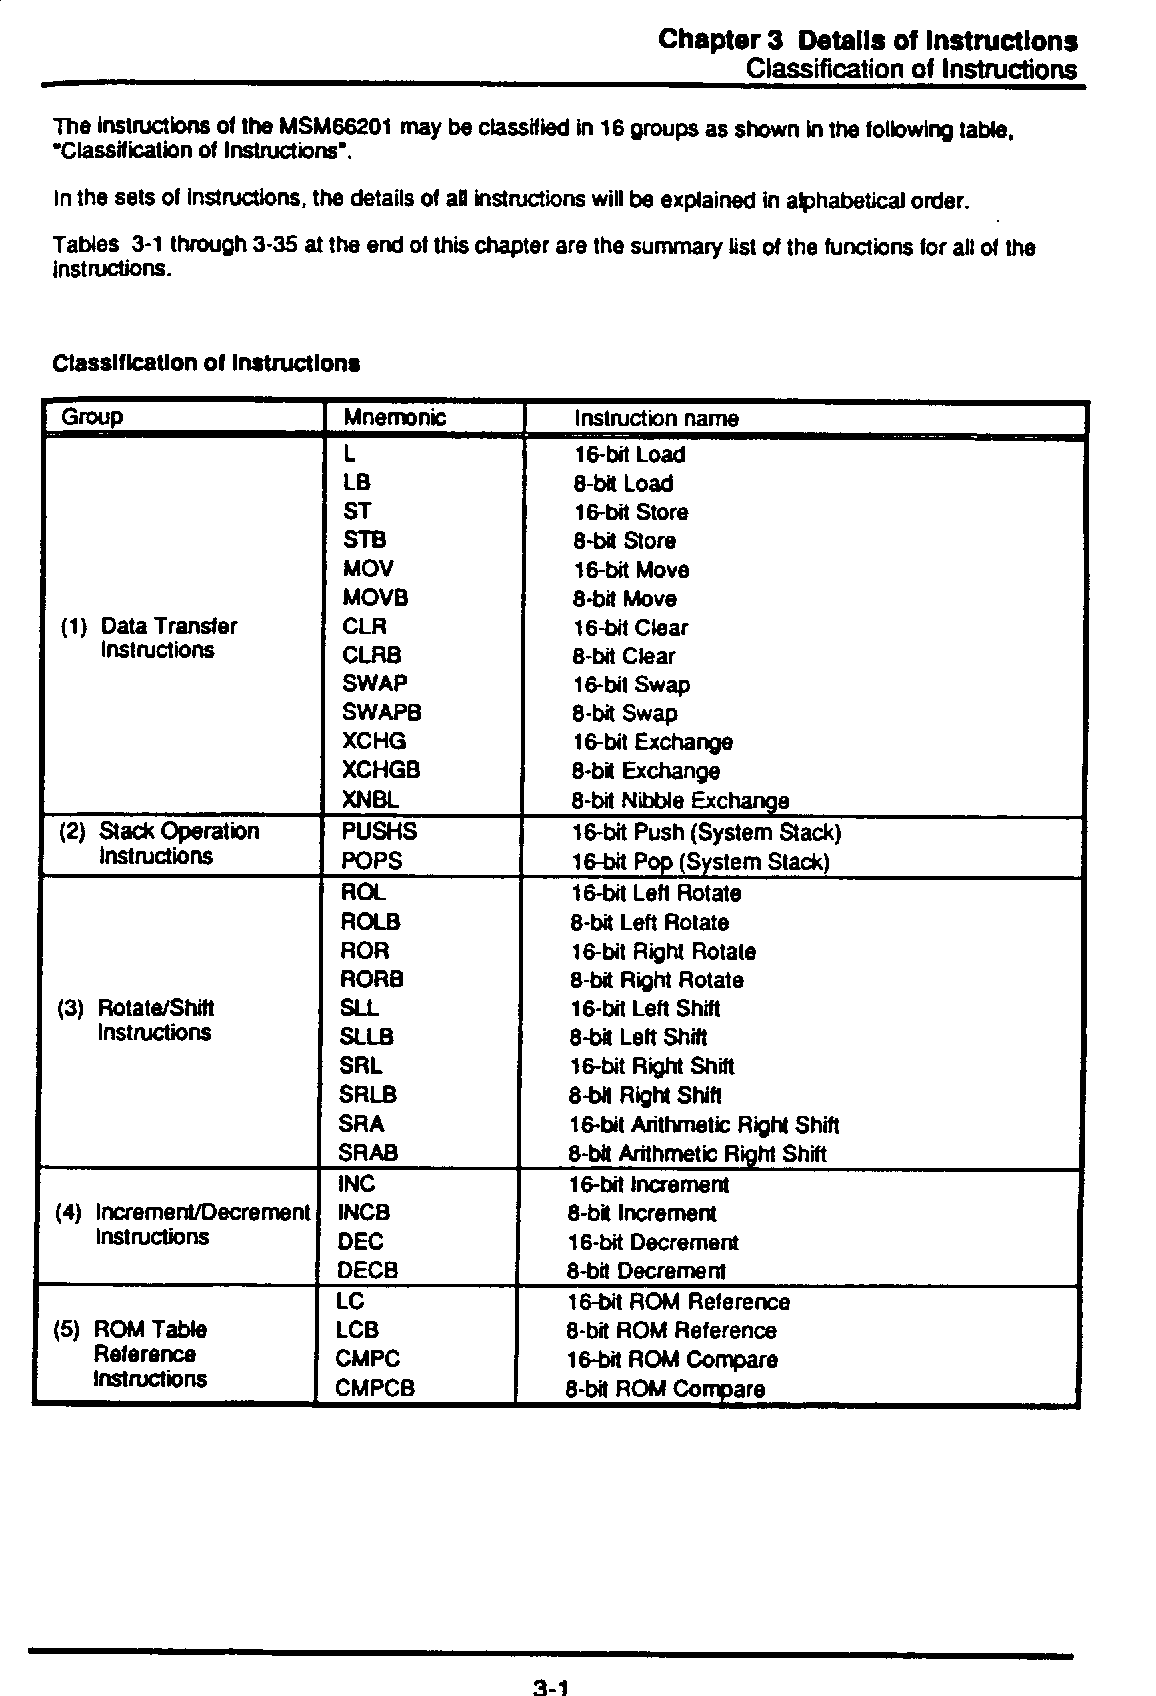 Chapter 3 Details of Instructions
Classification of Instructions
The instructions of the MSM66201 may be classified in 16 groups as shown in the following table,
"Classification of Instructions".
In the sets of instructions, the details of all instructions will be explained in alphabetical order.
Tables 3-1 through 3-35 at the end of this chapter are the summary list of the functions for all of the
instructions.
Classification of Instructions
Group Mnemonic Instruction name
L 16-bit Load
LB 8-bit Load
ST 16-bit Store
STB 8-bit Store
MOV 16-bit Move
MOVB 8-bit Move
(1) Data Transfer CLR 16-bit Clear
Instructions CLRB 8-bit Clear
SWAP 16-bit Swap
SWAPB 8-bit Swap
XCHG 16-bit Exchange
XCHGB 8-bit Exchange
XNBL 8-bit Nibble Exchange
(2) Stack Operation PUSHS 16-bit Push (System Stack)
Instructions POPS 16-bit Pop (System Stack)
ROL 16-bit Left Rotate
ROLB 8-bit Left Rotate
ROR 16-bit Right Rotate
RORB 8-bit Right Rotate
(3) Rotate/Shift SLL 16-bit Left Shift
Instructions SLLB 8-bit Left Shift
SRL 16-bit Right Shift
SRLB 8-bit Right Shift
SRA 16-bit Arithmetic Right Shift
SRAB 8-bit Arithmetic Right Shift
INC 16-bit Increment
(4) Increment/Decrement INCB 8-bit Increment
Instructions DEC 16-bit Decrement
DECB 8-bit Decrement
LC 16-bit ROM Reference
(5) ROM Table LCB 8-bit ROM Reference
Reference CMPC 16-bit ROM Compare
Instructions CMPCB 8-bit ROM Compare
3-1